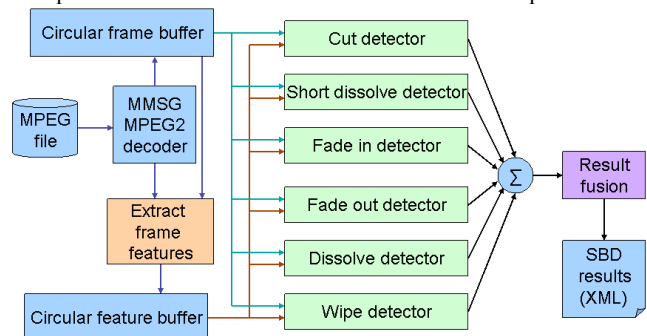 Circular frame buffer
MPEG
file
MMSG
MPEG2
decoder
Extract
frame
features
Circular feature buffer
Cut detector
Short dissolve detector
Fade in detector
Fade out detector
Dissolve detector
Wipe detector
Σ
Result
fusion
SBD
results
(XML)